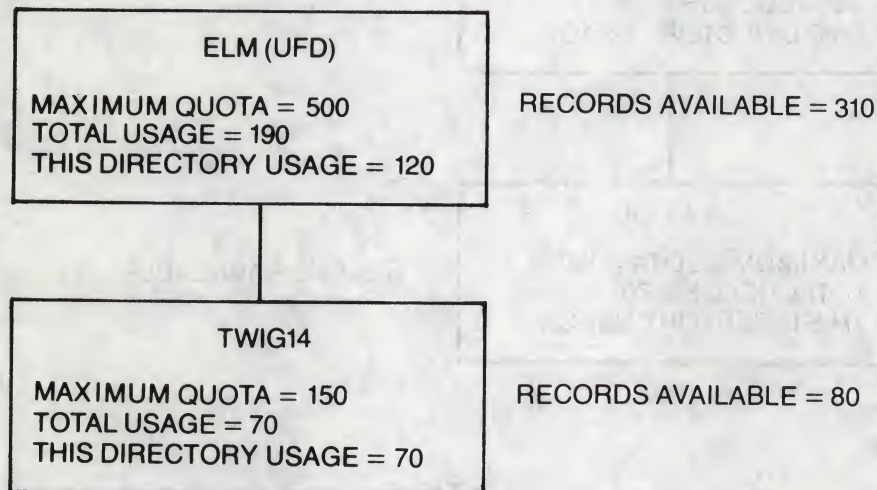 ELM (UFD)
MAXIMUM QUOTA = 500
TOTAL USAGE = 190
THIS DIRECTORY USAGE = 120
RECORDS AVAILABLE = 310
TWIG14
MAXIMUM QUOTA = 150
TOTAL USAGE = 70
THIS DIRECTORY USAGE = 70
RECORDS AVAILABLE = 80